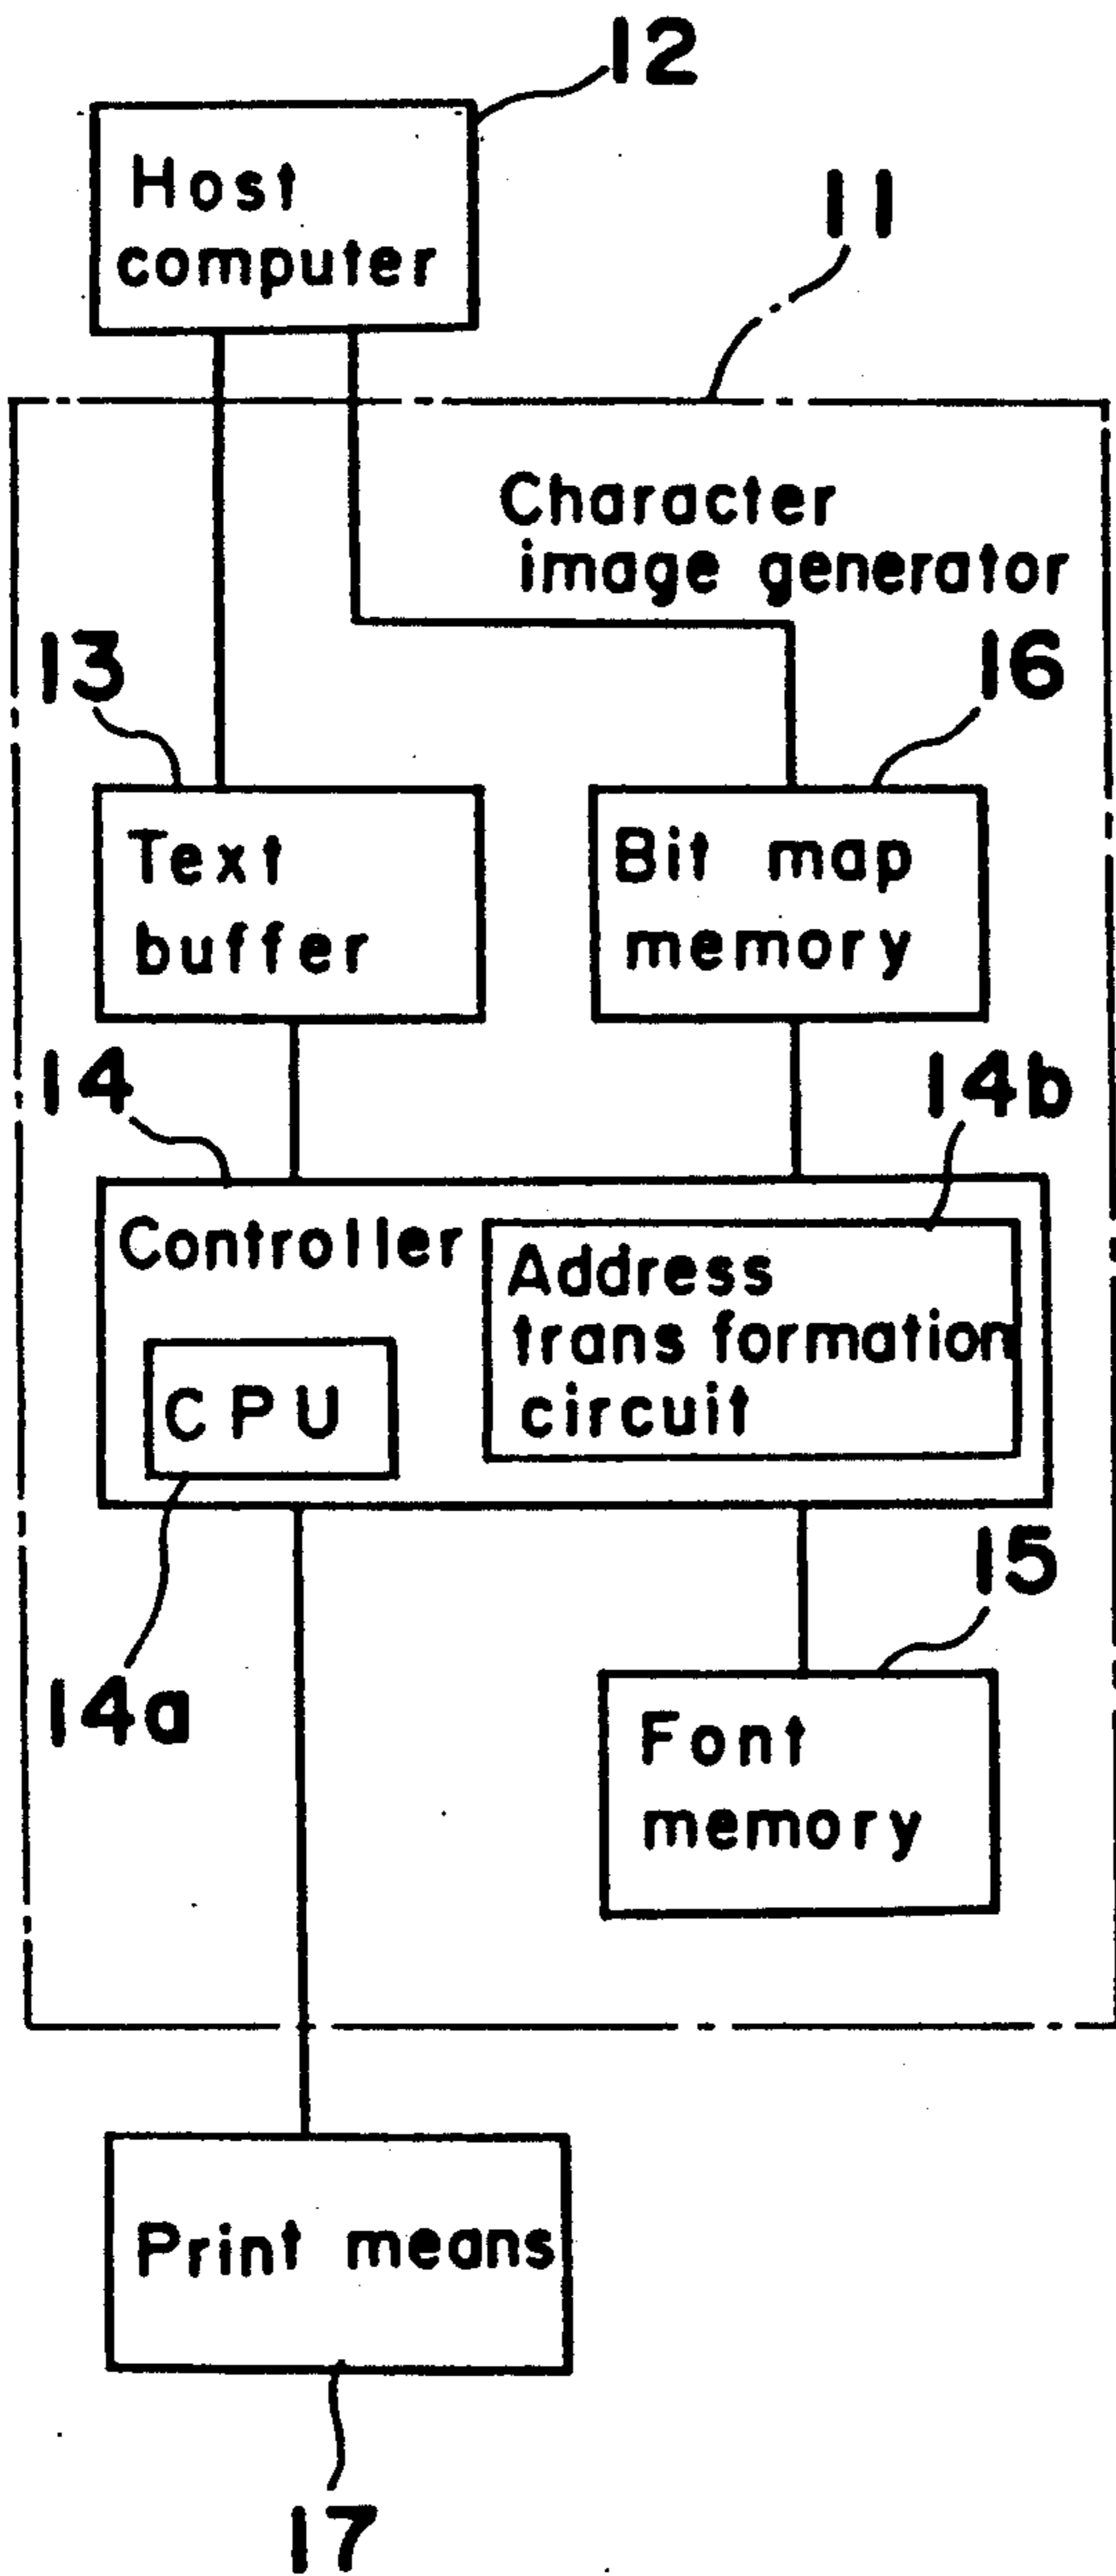 12
Host
computer
11
Character
image generator
13
16
Text
buffer
Bit map
memory
14
14b
Controller
Address
trans formation
circuit
CPU
15
14a
Font
memory
Print means
17